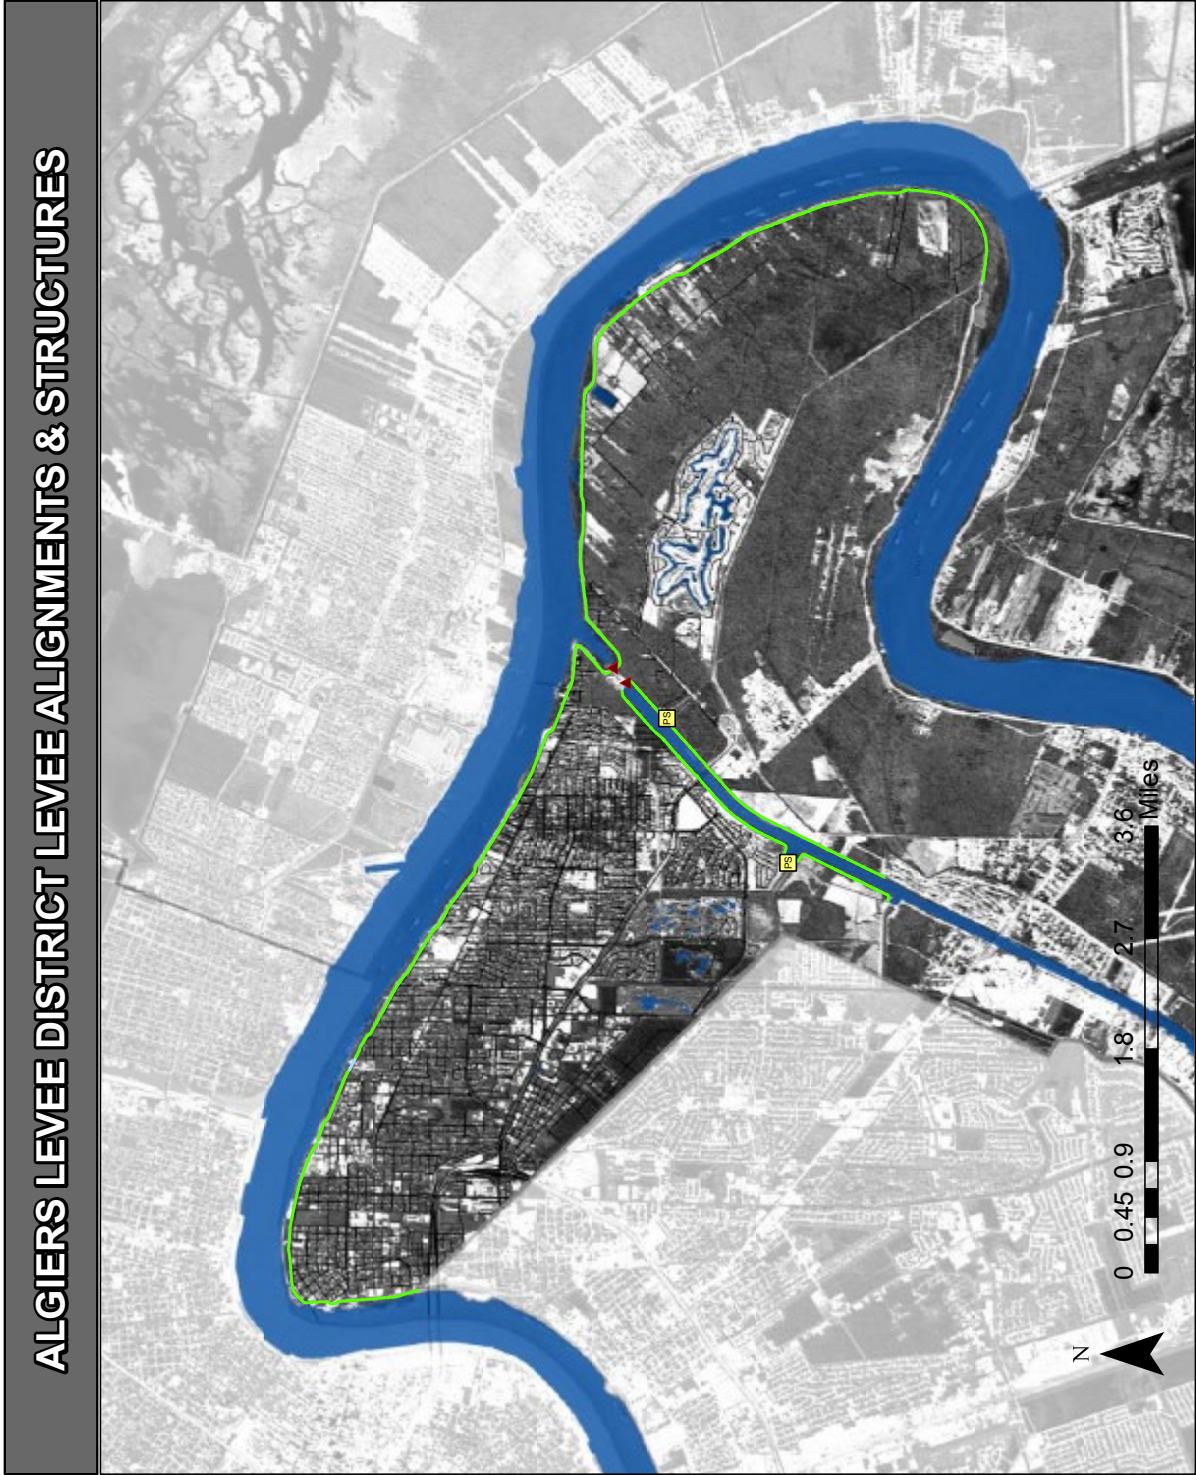 ALGIERS LEVEE DISTRICT LEVEE ALIGNMENTS & STRUCTURES
PS
PS
N
0 0.45 0.9 1.8 2.7 3.6
Miles